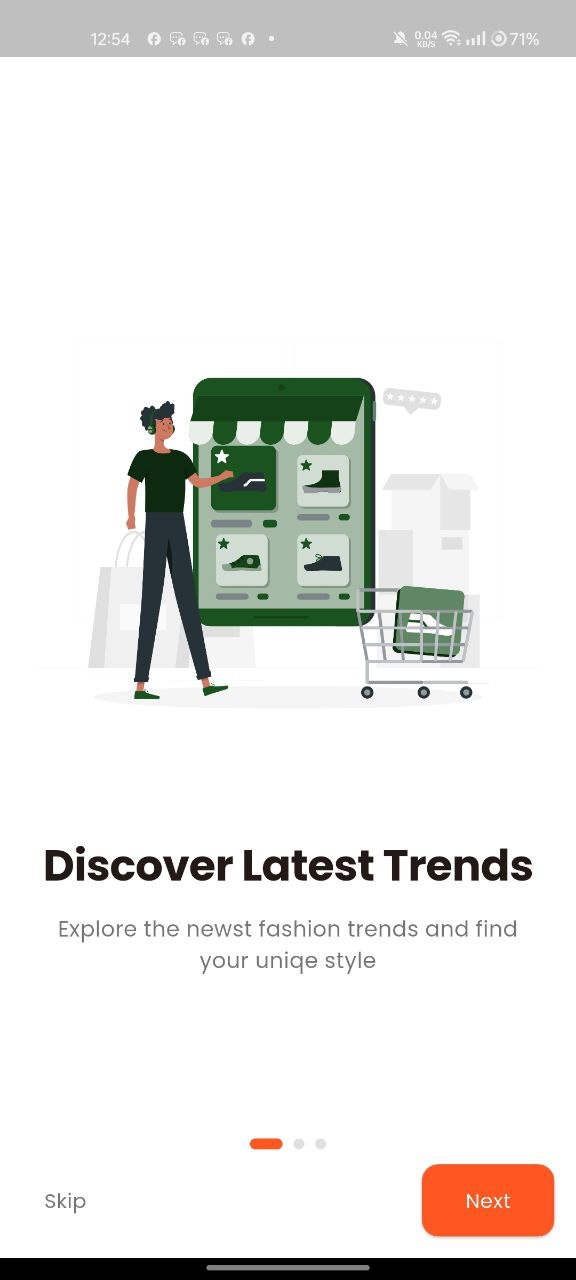 12:54 0.04 KB/S 71%
Discover Latest Trends
Explore the newst fashion trends and find
your uniqe style
Skip Next